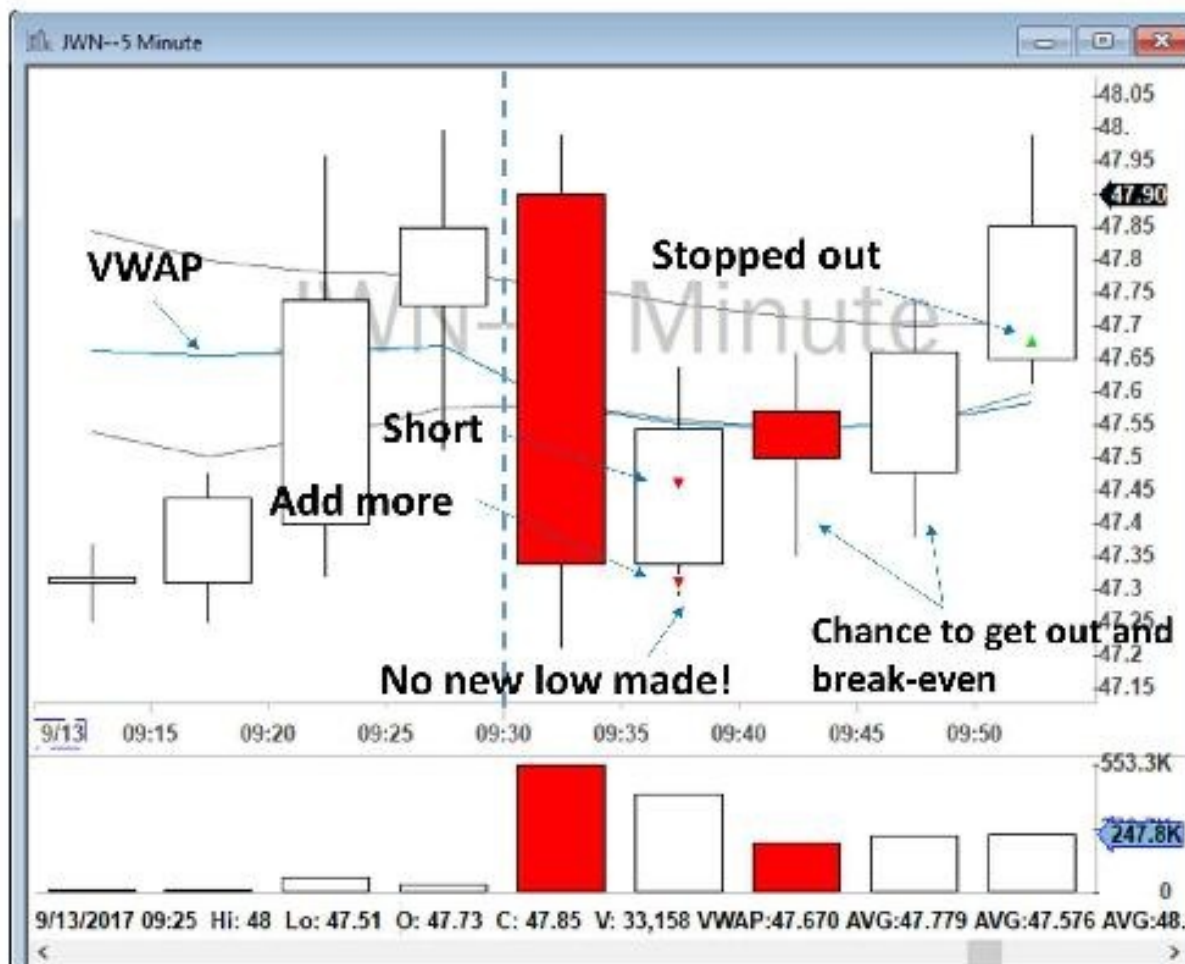 JWN--5 Minute
48.05
48.
47.95
47.90
47.85
Stopped out
47.8
VWAP
47.75
JWN-- Minute
47.7
47.65
47.6
Short
47.55
47.5
Add more
47.45
47.4
47.35
47.3
Chance to get out and
47.25
break-even
47.2
No new low made!
47.15
9/13
09:15
09:20
09:25
09:30
09:35
09:40
09:45
09:50
553.3K
247.8K
0
9/13/2017 09:25 Hi: 48 Lo: 47.51 O: 47.73 C: 47.85 V: 33,158 VWAP:47.670 AVG:47.779 AVG:47.576 AVG:48.